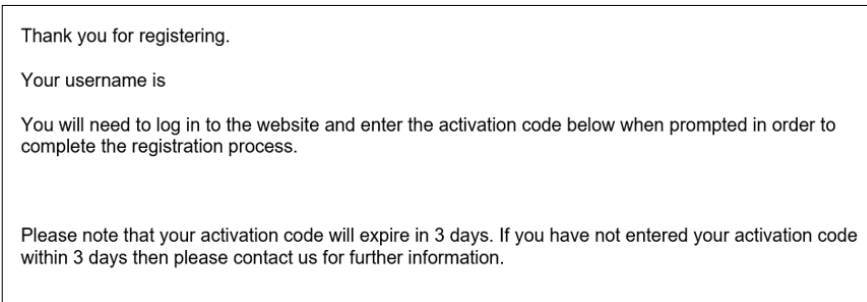 Thank you for registering.
Your username is
You will need to log in to the website and enter the activation code below when prompted in order to
complete the registration process.
Please note that your activation code will expire in 3 days. If you have not entered your activation code
within 3 days then please contact us for further information.